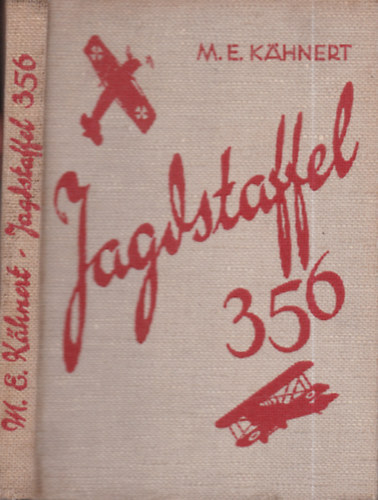 M. E. Kähnert - Jagdstaffel 356
M. E. KÄHNERT
Jagdstaffel
356